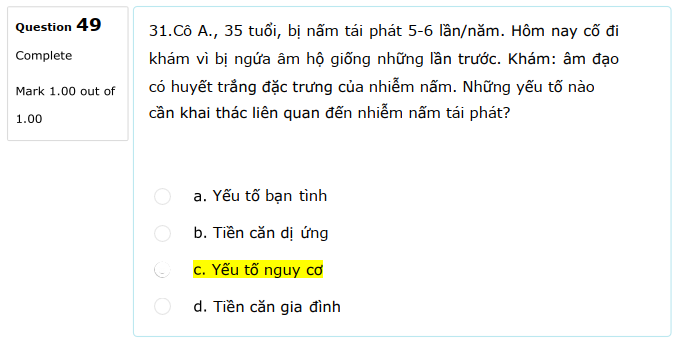 Question 49
Complete
Mark 1.00 out of
1.00
31.Cô A., 35 tuổi, bị nấm tái phát 5-6 lần/năm. Hôm nay cố đi
khám vì bị ngứa âm hộ giống những lần trước. Khám: âm đạo
có huyết trắng đặc trưng của nhiễm nấm. Những yếu tố nào
cần khai thác liên quan đến nhiễm nấm tái phát?
a. Yếu tố bạn tình
b. Tiền căn dị ứng
c. Yếu tố nguy cơ
d. Tiền căn gia đình